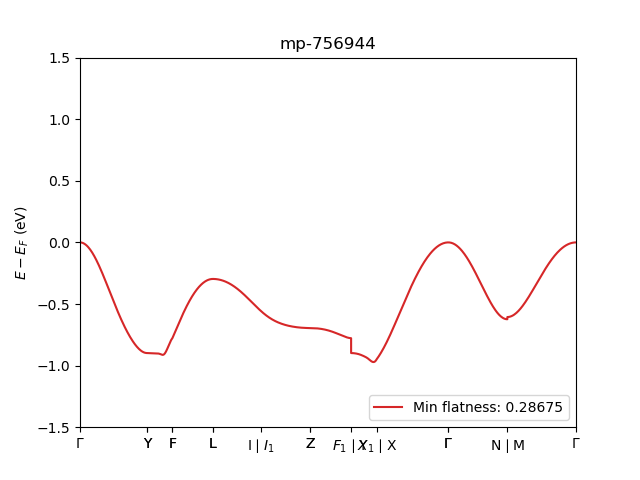 mp-756944
1.5
1.0
0.5
0.0
−0.5
−1.0
−1.5
E − E_F (eV)
Min flatness: 0.28675
Γ Y F L I | I₁ Z F₁ | Y X₁ | X Γ N | M Γ